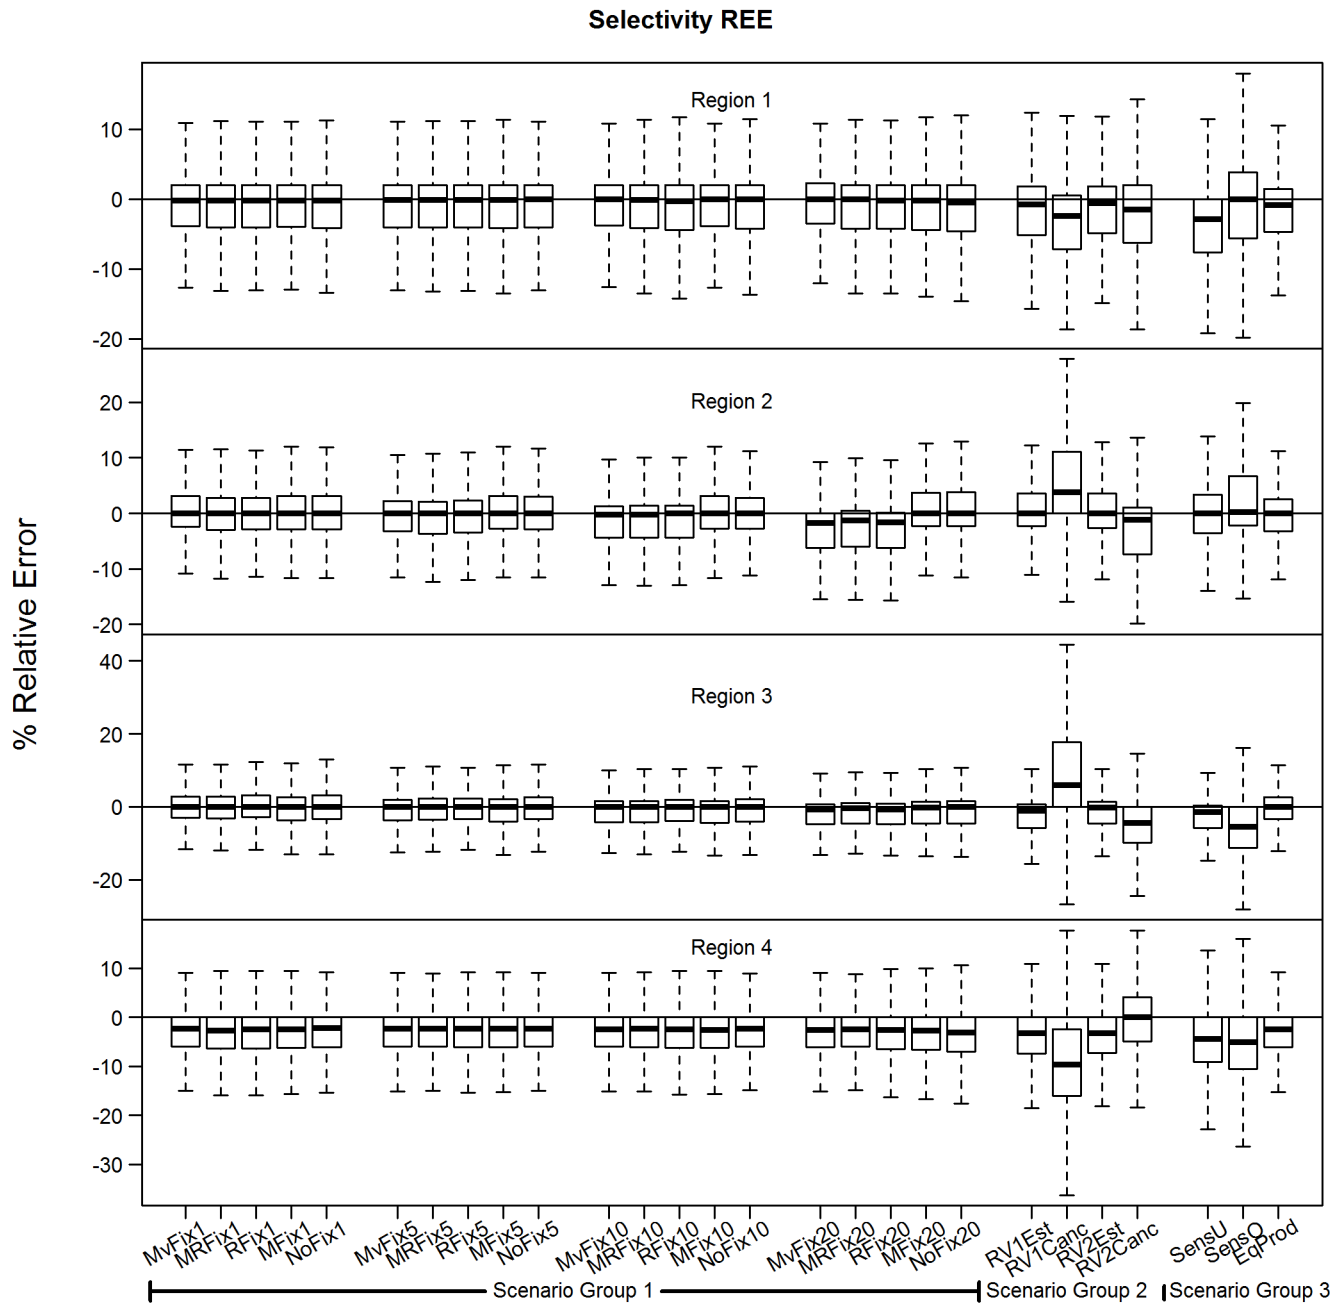 Selectivity REE
% Relative Error
Region 1
10
0
-10
-20
Region 2
20
10
0
-10
-20
Region 3
40
20
0
-20
Region 4
10
0
-10
-20
-30
MvFix1 MRFix1 RFix1 MFix1 NoFix1 MvFix5 MRFix5 RFix5 MFix5 NoFix5 MvFix10 MRFix10 RFix10 MFix10 NoFix10 MvFix20 MRFix20 RFix20 MFix20 NoFix20 RV1Est RV1Canc RV2Est RV2Canc SensU SensQ EqProd
Scenario Group 1 Scenario Group 2 Scenario Group 3